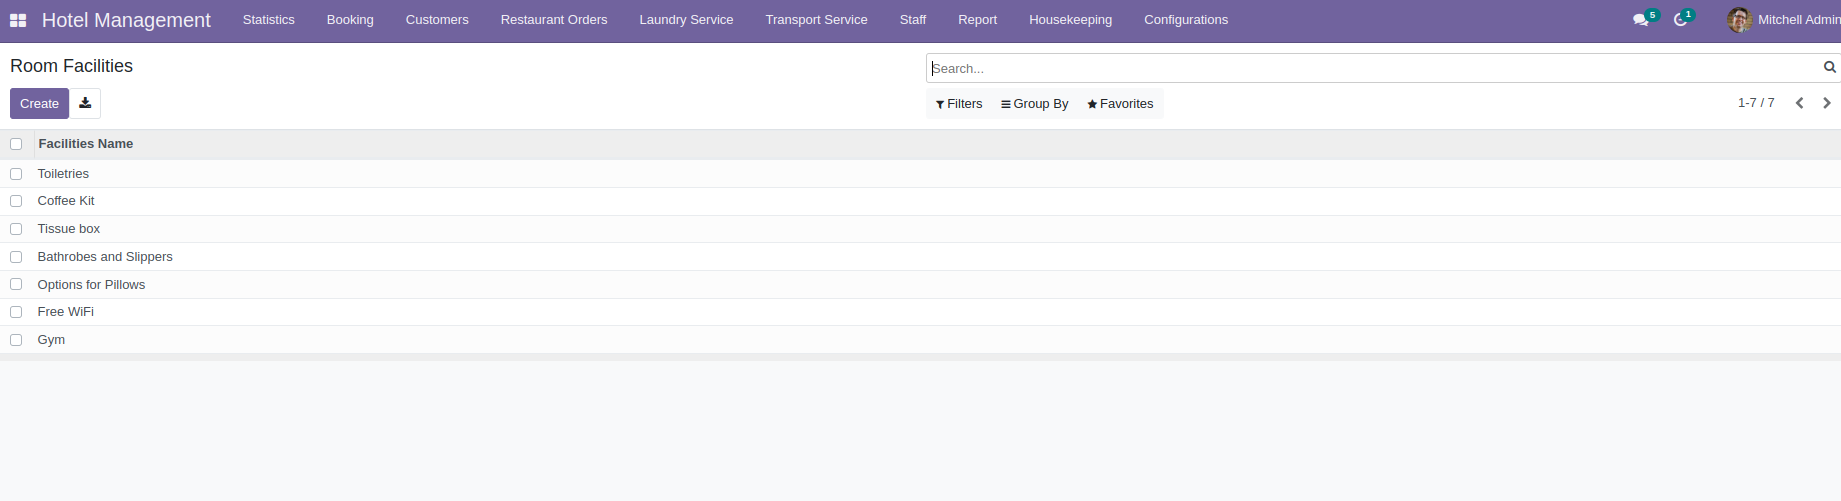 Hotel Management Statistics Booking Customers Restaurant Orders Laundry Service Transport Service Staff Report Housekeeping Configurations 5 1 Mitchell Admin
Room Facilities Search...
Create Filters Group By Favorites 1-7 / 7
Facilities Name
Toiletries
Coffee Kit
Tissue box
Bathrobes and Slippers
Options for Pillows
Free WiFi
Gym